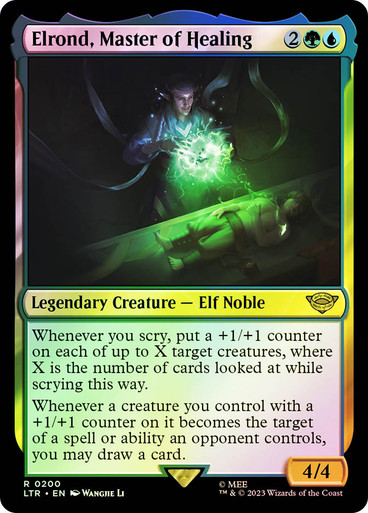 Elrond, Master of Healing 2
Legendary Creature — Elf Noble
Whenever you scry, put a +1/+1 counter
on each of up to X target creatures, where
X is the number of cards looked at while
scrying this way.
Whenever a creature you control with a
+1/+1 counter on it becomes the target
of a spell or ability an opponent controls,
you may draw a card.
4/4
R 0200
LTR • EN Wangjie Li
© MEE
™ & © 2023 Wizards of the Coast